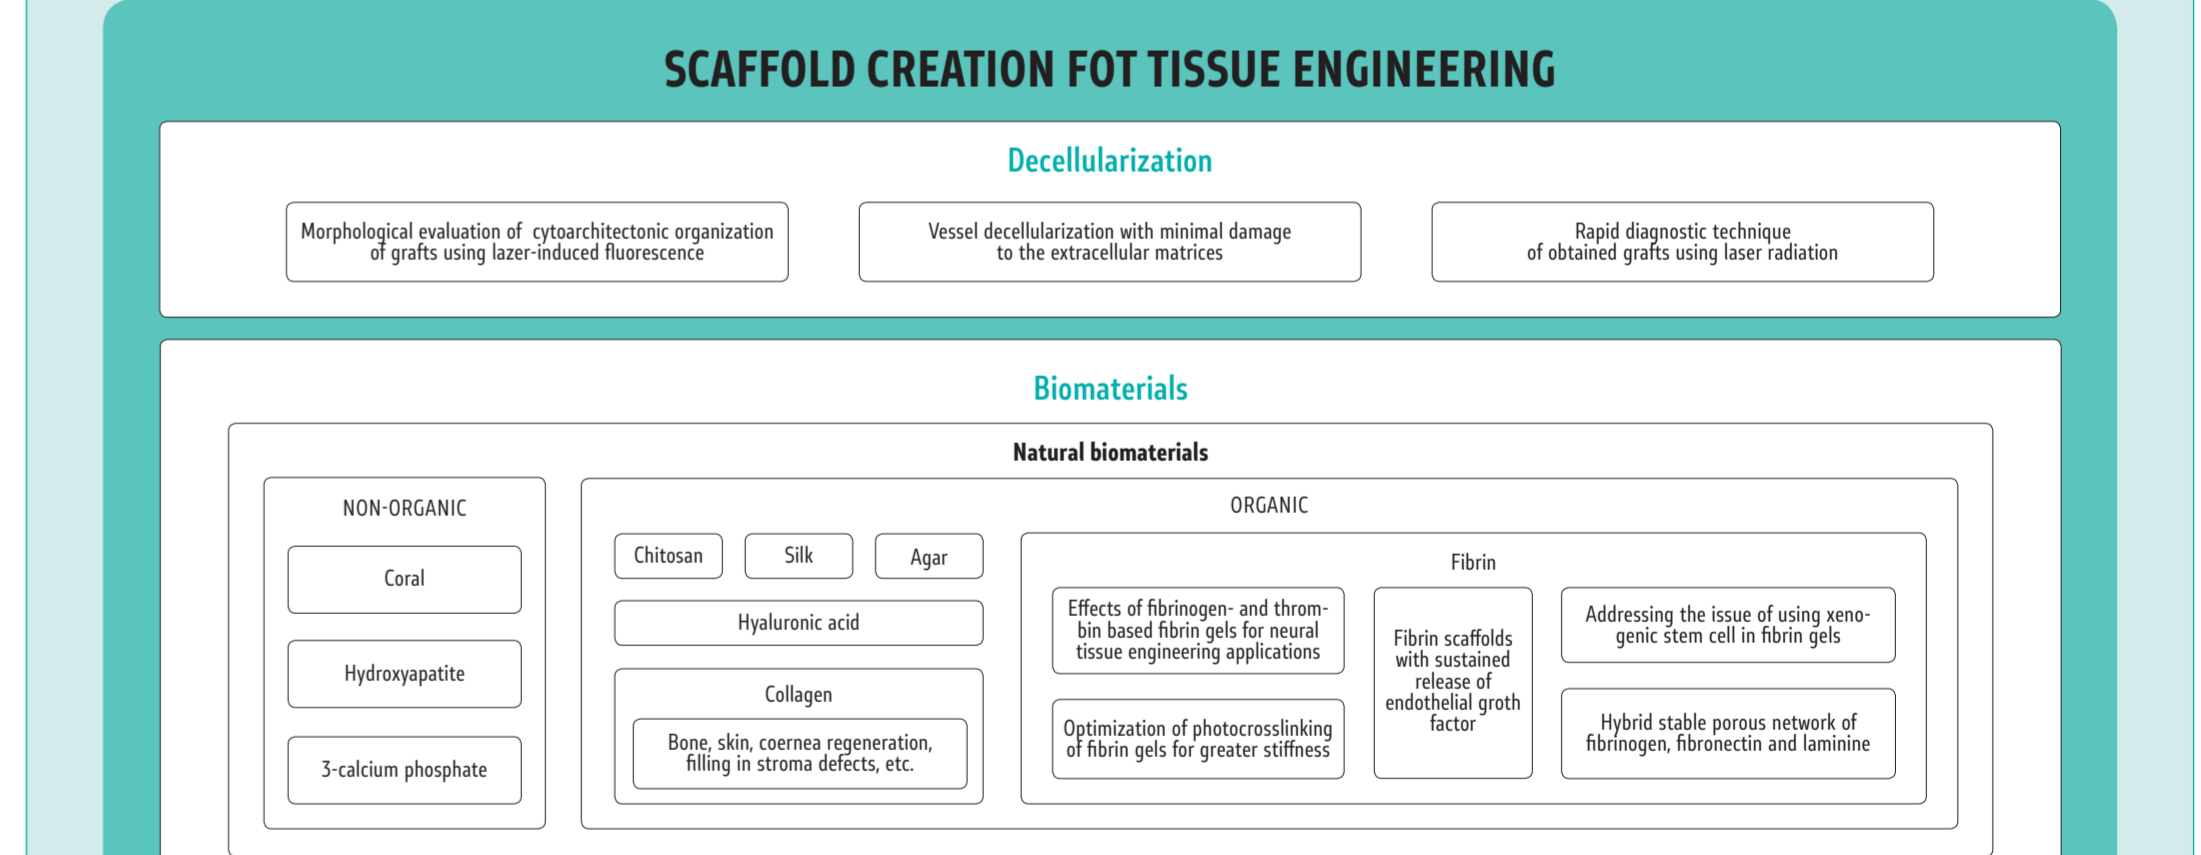 SCAFFOLD CREATION FOT TISSUE ENGINEERING
Decellularization
Morphological evaluation of cytoarchitectonic organization
of grafts using lazer-induced fluorescence
Vessel decellularization with minimal damage
to the extracellular matrices
Rapid diagnostic technique
of obtained grafts using laser radiation
Biomaterials
Natural biomaterials
NON-ORGANIC
Coral
Hydroxyapatite
3-calcium phosphate
ORGANIC
Chitosan
Silk
Agar
Hyaluronic acid
Collagen
Bone, skin, coernea regeneration,
filling in stroma defects, etc.
Fibrin
Effects of fibrinogen- and throm-
bin based fibrin gels for neural
tissue engineering applications
Optimization of photocrosslinking
of fibrin gels for greater stiffness
Fibrin scaffolds
with sustained
release of
endothelial groth
factor
Addressing the issue of using xeno-
genic stem cell in fibrin gels
Hybrid stable porous network of
fibrinogen, fibronectin and laminine